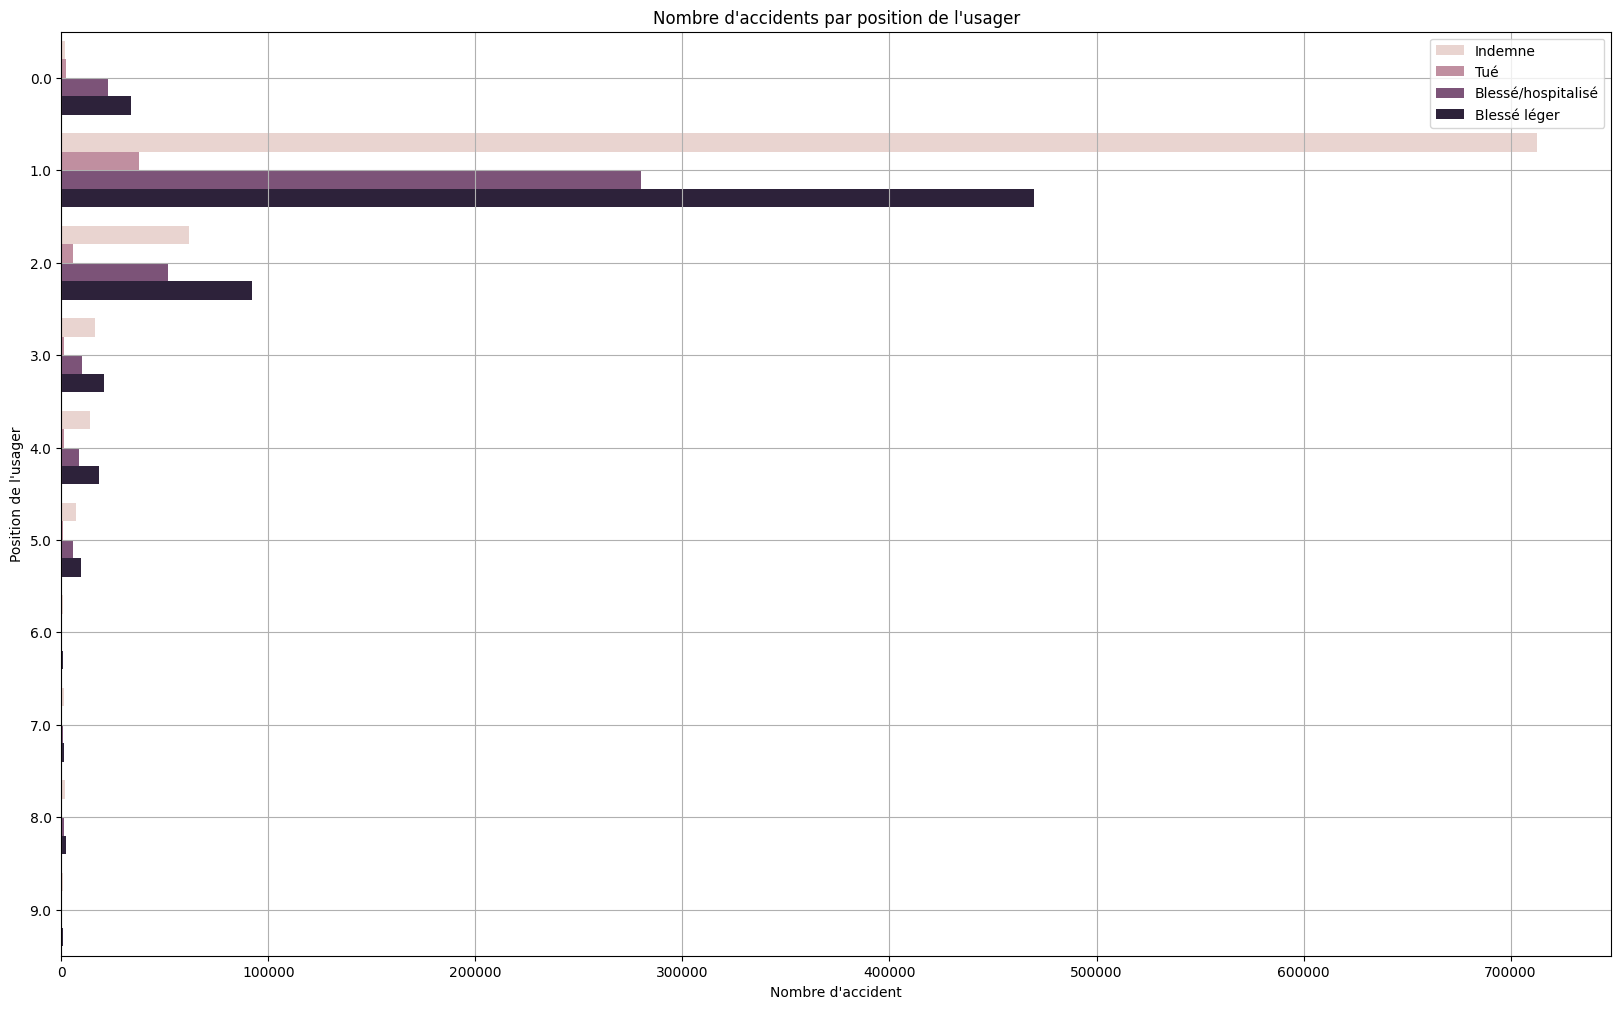 Nombre d'accidents par position de l'usager
Indemne
Tué
Blessé/hospitalisé
Blessé léger
Position de l'usager
0.0
1.0
2.0
3.0
4.0
5.0
6.0
7.0
8.0
9.0
0
100000
200000
300000
400000
500000
600000
700000
Nombre d'accident